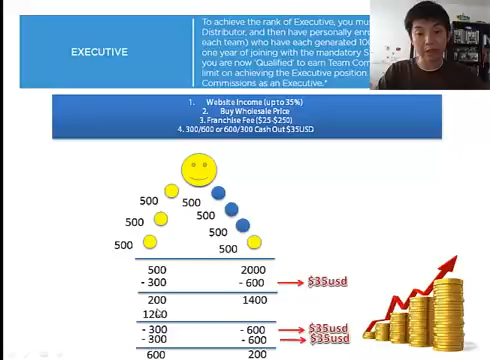 EXECUTIVE
To achieve the rank of Executive, you mu
Distributor, and then have personally enr
each team) who have each generated 10
one year of joining with the mandatory S
you are now 'Qualified' to earn Team Com
limit on achieving the Executive position
Commissions as an Executive.*
1. Website Income (up to 35%)
2. Buy Wholesale Price
3. Franchise Fee ($25-$250)
4. 300/600 or 600/300 Cash Out $35USD
500 500
500 500
500 500
500
500 2000
- 300 - 600 $35usd
200 1400
1200
-300 - 600 $35usd
- 300 - 600 $35usd
600 200